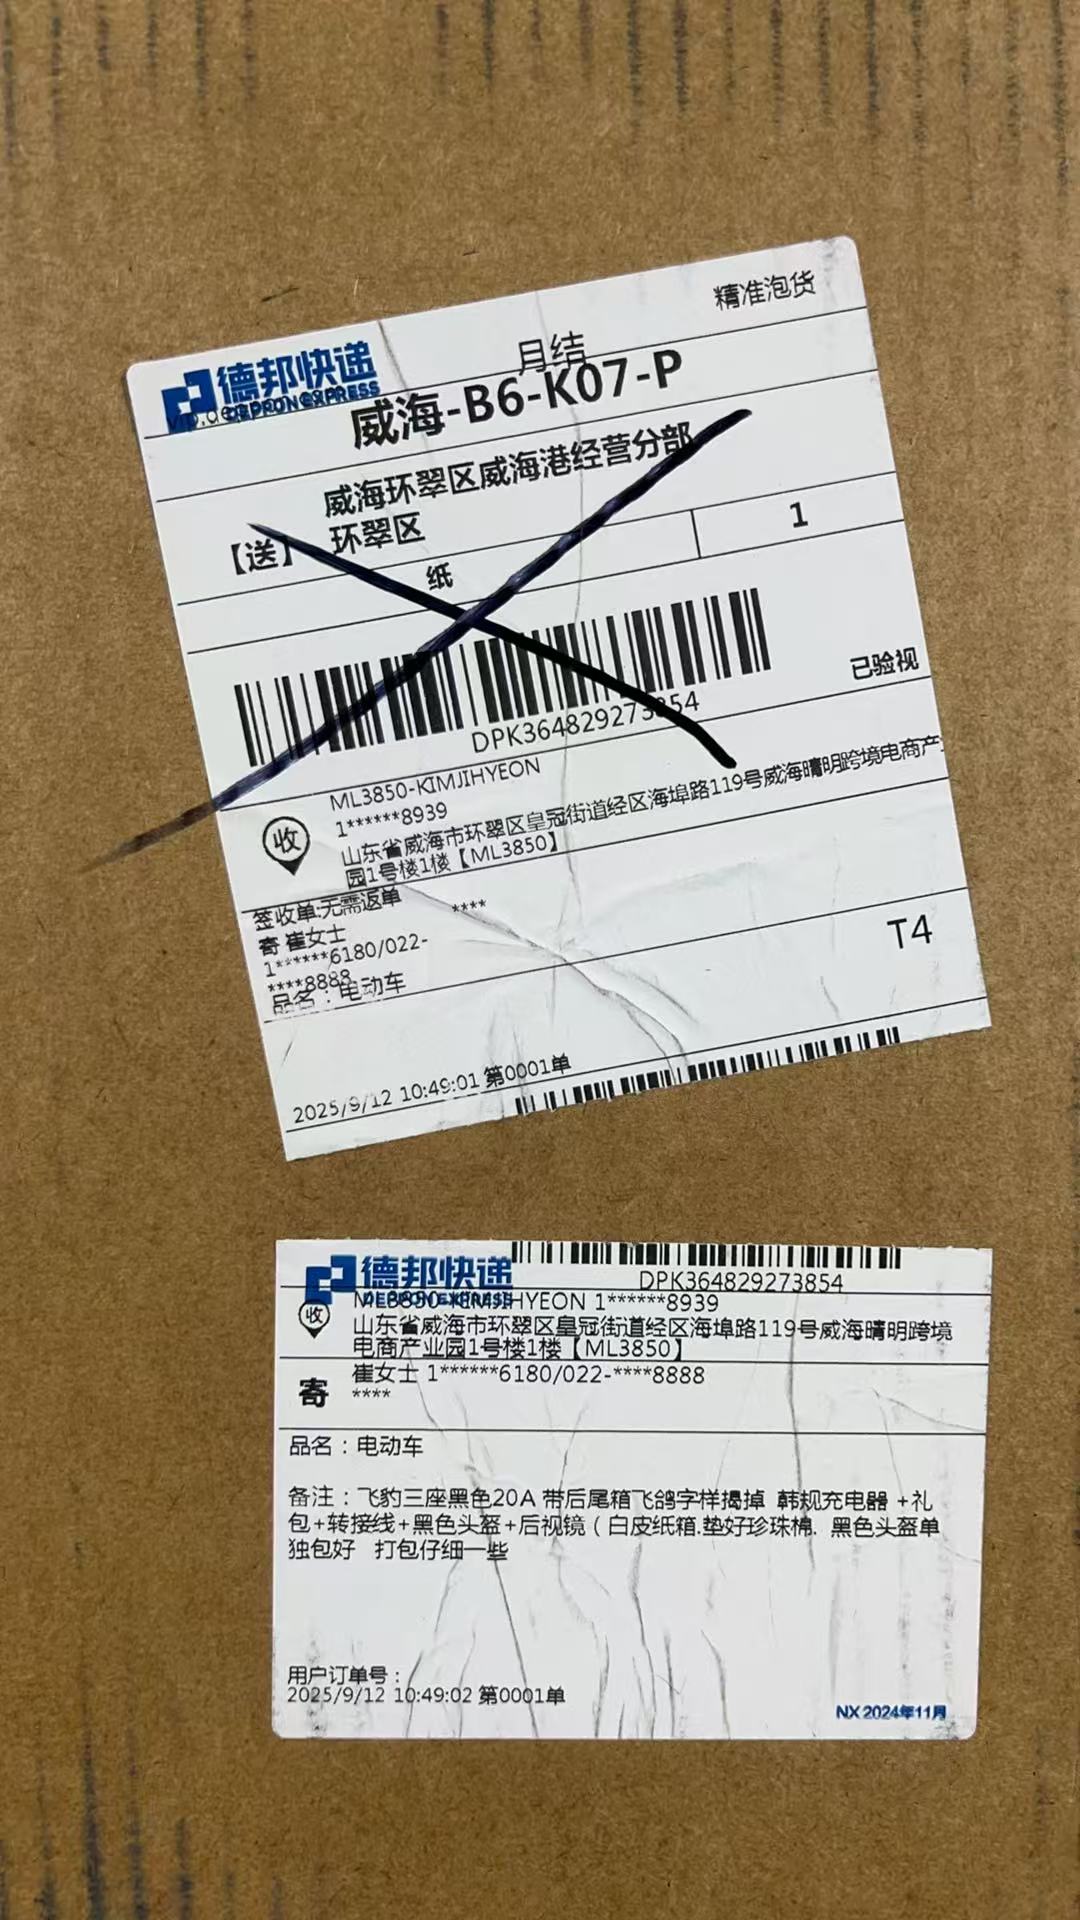 精准泡货
德邦快递
DEPPON EXPRESS
月结
威海-B6-K07-P
威海环翠区威海港经营分部
【送】 环翠区
纸
1
DPK364829273854
已验视
ML3850-KIMJIHYEON
1******8939
收
山东省威海市环翠区皇冠街道经区海埠路119号威海晴明跨境电商产
园1号楼1楼【ML3850】
签收单:无需返单
寄 崔女士 ****
1******6180/022-
****8888
品名：电动车
T4
2025/9/12 10:49:01 第0001单
德邦快递
DEPPON EXPRESS
DPK364829273854
ML3850-KIMJIHYEON 1******8939
收
山东省威海市环翠区皇冠街道经区海埠路119号威海晴明跨境
电商产业园1号楼1楼【ML3850】
寄
崔女士 1******6180/022-****8888
****
品名：电动车
备注：飞豹三座黑色20A 带后尾箱飞鸽字样揭掉 韩规充电器 +礼
包+转接线+黑色头盔+后视镜（白皮纸箱.垫好珍珠棉. 黑色头盔单
独包好 打包仔细一些
用户订单号：
2025/9/12 10:49:02 第0001单
NX 2024年11月